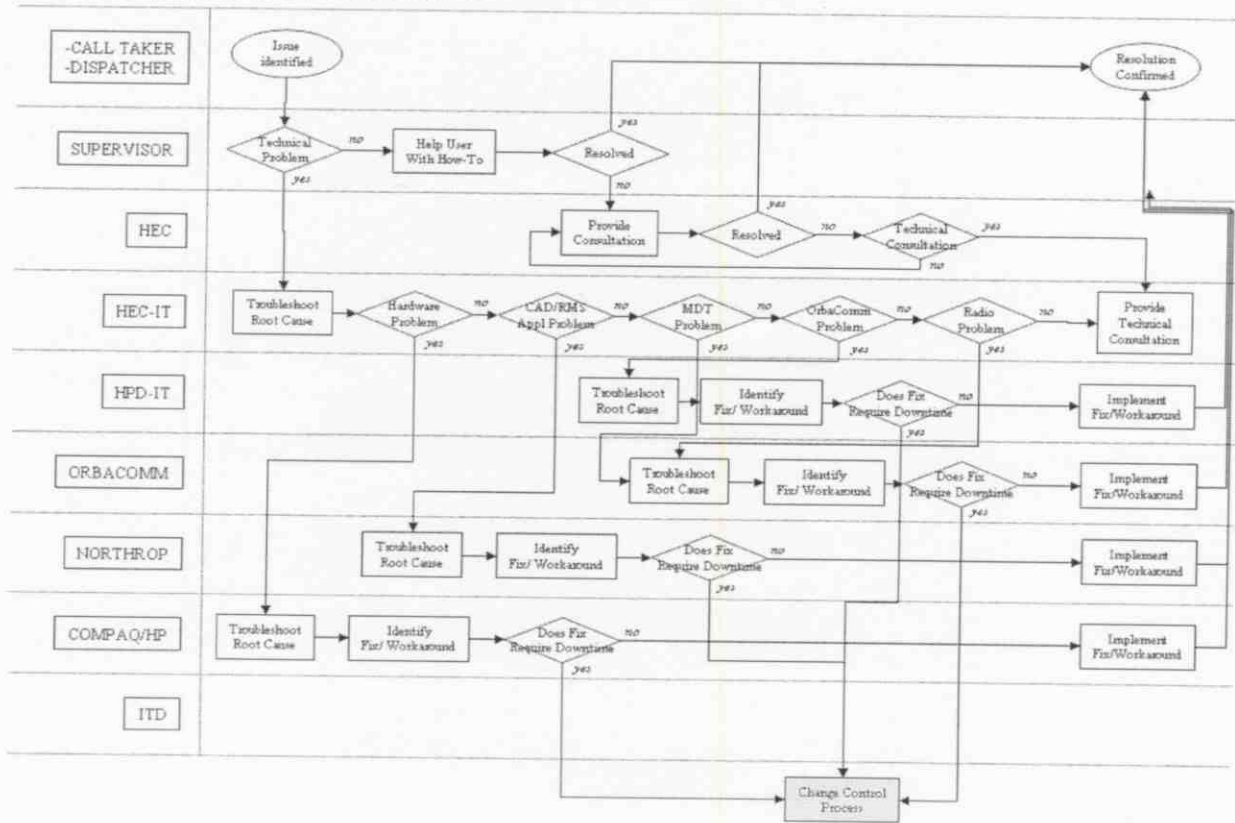 -CALL TAKER
-DISPATCHER
Issue
identified
Resolution
Confirmed
SUPERVISOR
Technical
Problem
no
yes
Help User
With How-To
Resolved
yes
no
HEC
Provide
Consultation
Resolved
yes
no
Technical
Consultation
yes
no
HEC-IT
Troubleshoot
Root Cause
Hardware
Problem
no
yes
CAD/RMS
Appl Problem
no
yes
MDT
Problem
no
yes
OrbaComm
Problem
no
yes
Radio
Problem
no
yes
Provide
Technical
Consultation
HPD-IT
Troubleshoot
Root Cause
Identify
Fix/ Workaround
Does Fix
Require Downtime
no
yes
Implement
Fix/Workaround
ORBACOMM
Troubleshoot
Root Cause
Identify
Fix/ Workaround
Does Fix
Require Downtime
no
yes
Implement
Fix/Workaround
NORTHROP
Troubleshoot
Root Cause
Identify
Fix/ Workaround
Does Fix
Require Downtime
no
yes
Implement
Fix/Workaround
COMPAQ/HP
Troubleshoot
Root Cause
Identify
Fix/ Workaround
Does Fix
Require Downtime
no
yes
Implement
Fix/Workaround
ITD
Change Control
Process